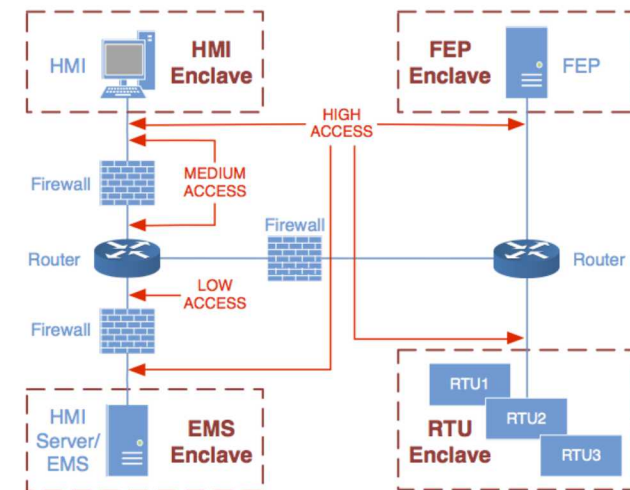 HMI
HMI
Enclave
FEP
Enclave
FEP
HIGH
ACCESS
Firewall
MEDIUM
ACCESS
Firewall
Router
Router
LOW
ACCESS
Firewall
HMI
Server/
EMS
EMS
Enclave
RTU
Enclave
RTU1
RTU2
RTU3